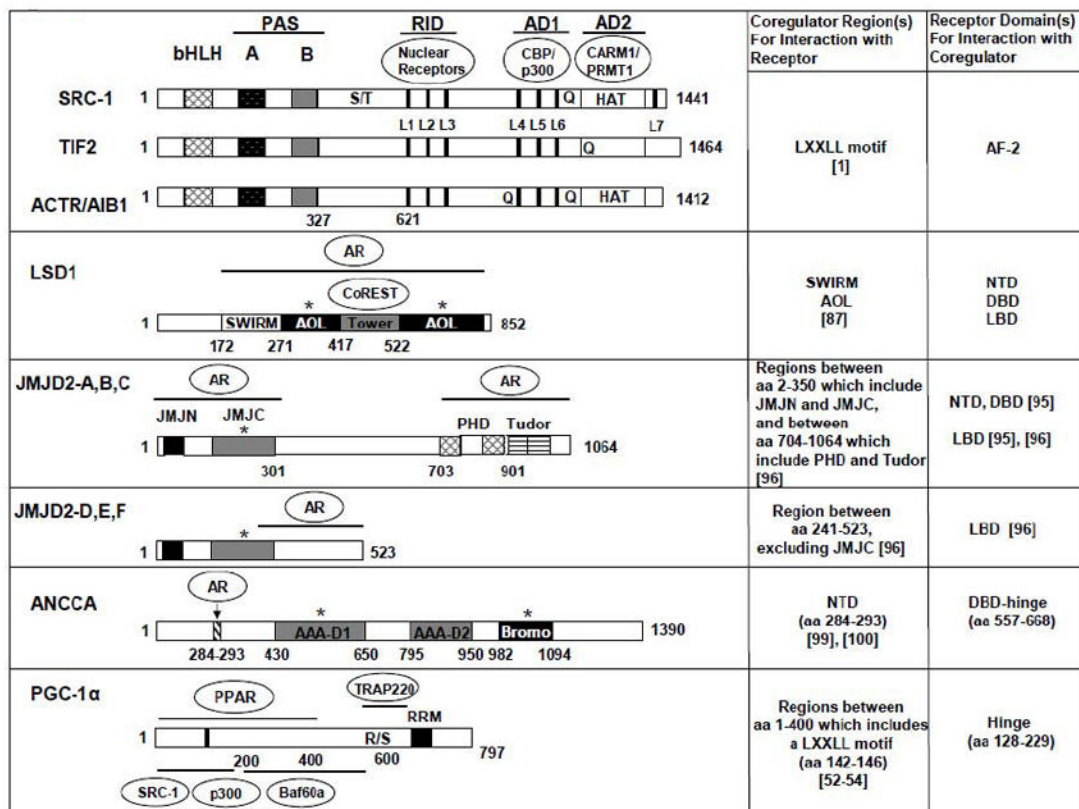 PAS RID AD1 AD2
Coregulator Region(s) For Interaction with Receptor
Receptor Domain(s) For Interaction with Coregulator
bHLH A B
Nuclear Receptors
CBP/ p300
CARM1/ PRMT1
SRC-1 1 S/T Q HAT 1441
L1 L2 L3 L4 L5 L6 L7
TIF2 1 Q 1464
LXXLL motif
[1]
AF-2
ACTR/AIB1 1 Q Q HAT 1412
327 621
AR
LSD1
CoREST
* *
1 SWIRM AOL Tower AOL 852
172 271 417 522
SWIRM
AOL
[87]
NTD
DBD
LBD
JMJD2-A,B,C AR AR
JMJN JMJC PHD Tudor
*
1 1064
301 703 901
Regions between
aa 2-350 which include
JMJN and JMJC,
and between
aa 704-1064 which
include PHD and Tudor
[96]
NTD, DBD [95]
LBD [95], [96]
JMJD2-D,E,F AR
*
1 523
Region between
aa 241-523,
excluding JMJC [96]
LBD [96]
AR
ANCCA
* *
1 AAA-D1 AAA-D2 Bromo 1390
284-293 430 650 795 950 982 1094
NTD
(aa 284-293)
[99], [100]
DBD-hinge
(aa 557-668)
PGC-1α PPAR TRAP220
RRM
1 R/S
200 400 600 797
SRC-1 p300 Baf60a
Regions between
aa 1-400 which includes
a LXXLL motif
(aa 142-146)
[52-54]
Hinge
(aa 128-229)